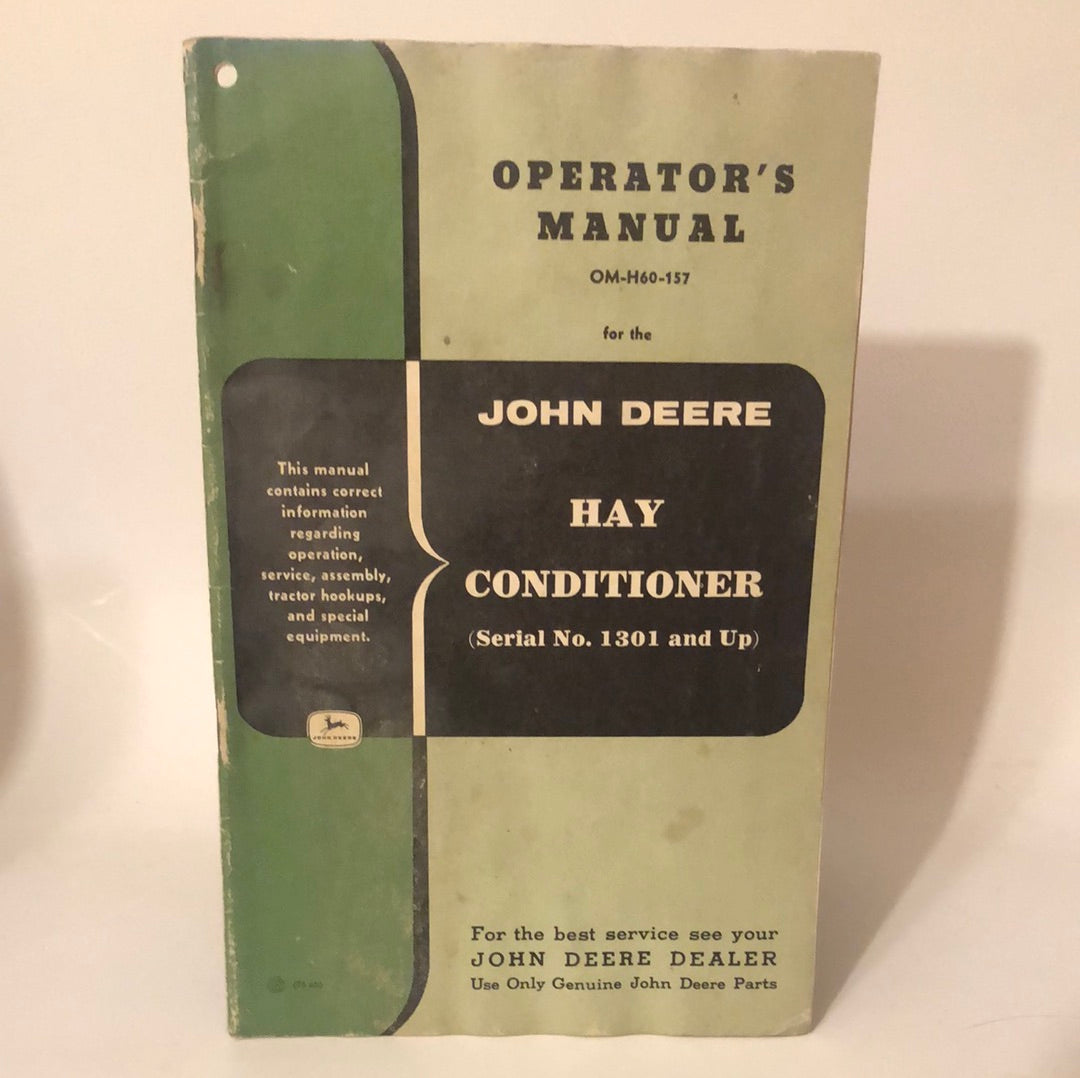 OPERATOR'S
MANUAL
OM-H60-157
for the
JOHN DEERE
HAY
CONDITIONER
(Serial No. 1301 and Up)
This manual
contains correct
information
regarding
operation,
service, assembly,
tractor hookups,
and special
equipment.
JOHN DEERE
For the best service see your
JOHN DEERE DEALER
Use Only Genuine John Deere Parts